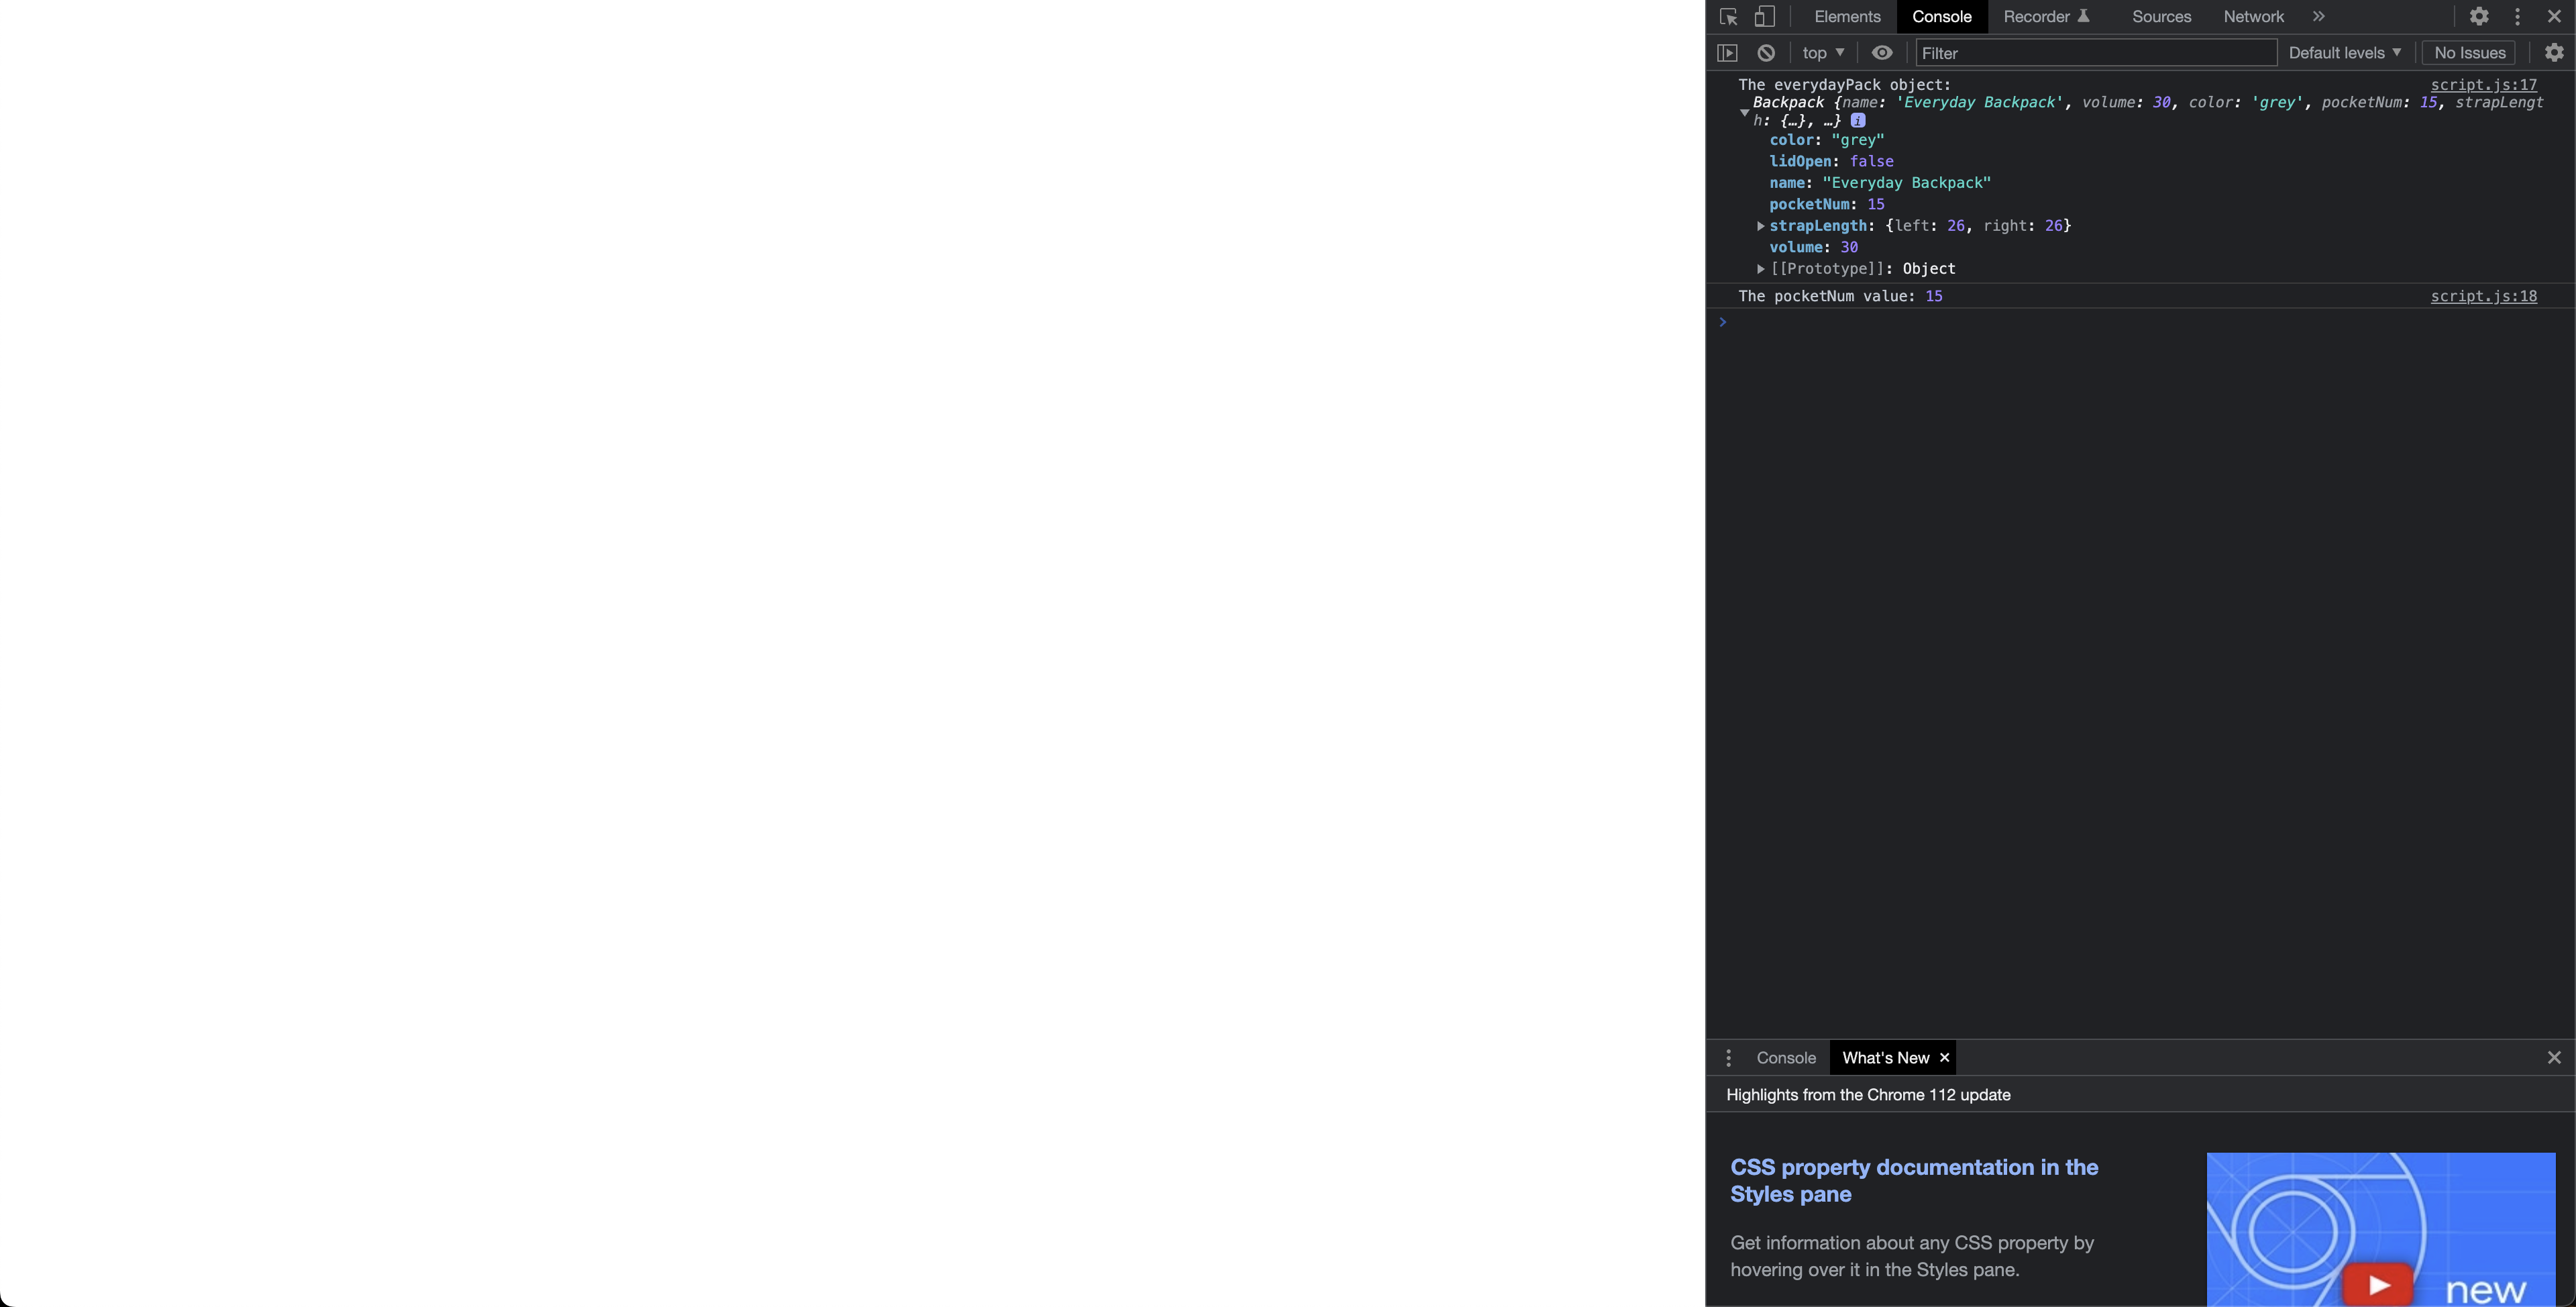 Elements Console Recorder Sources Network »
top Filter Default levels No Issues
The everydayPack object: script.js:17
Backpack {name: 'Everyday Backpack', volume: 30, color: 'grey', pocketNum: 15, strapLengt
h: {…}, …} i
color: "grey"
lidOpen: false
name: "Everyday Backpack"
pocketNum: 15
strapLength: {left: 26, right: 26}
volume: 30
[[Prototype]]: Object
The pocketNum value: 15 script.js:18
>
Console What's New ×
Highlights from the Chrome 112 update
CSS property documentation in the
Styles pane
Get information about any CSS property by
hovering over it in the Styles pane.
new